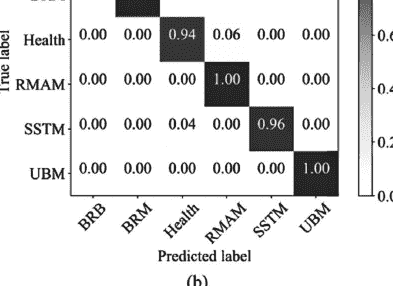 Health 0.00 0.00 0.94 0.06 0.00 0.00 0.6
RMAM 0.00 0.00 0.00 1.00 0.00 0.00 0.4
SSTM 0.00 0.00 0.04 0.00 0.96 0.00 0.2
UBM 0.00 0.00 0.00 0.00 0.00 1.00 0.0
True label
BRB BRM Health RMAM SSTM UBM
Predicted label
(b)